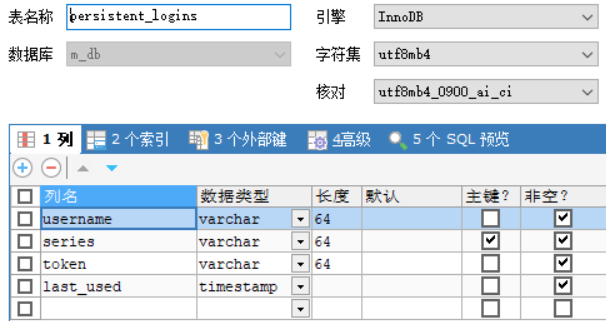 表名称 persistent_logins 引擎 InnoDB
数据库 m_db 字符集 utf8mb4
核对 utf8mb4_0900_ai_ci
1 列 2 个索引 3 个外部键 4高级 5 个 SQL 预览
列名 数据类型 长度 默认 主键? 非空?
username varchar 64
series varchar 64
token varchar 64
last_used timestamp